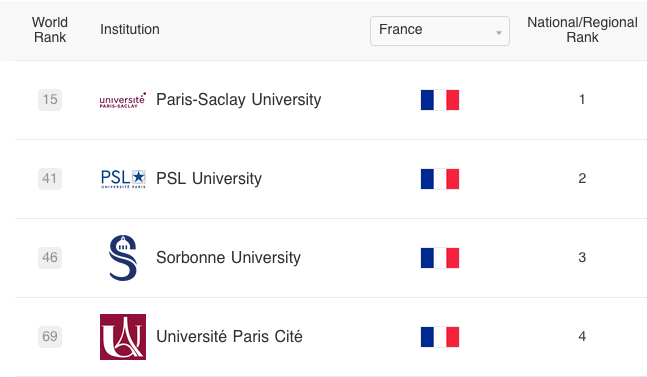 World
Rank
Institution
France
National/Regional
Rank
15
université
PARIS-SACLAY
Paris-Saclay University
1
41
PSL
UNIVERSITÉ PARIS
PSL University
2
46
S
Sorbonne University
3
69
U
Université Paris Cité
4